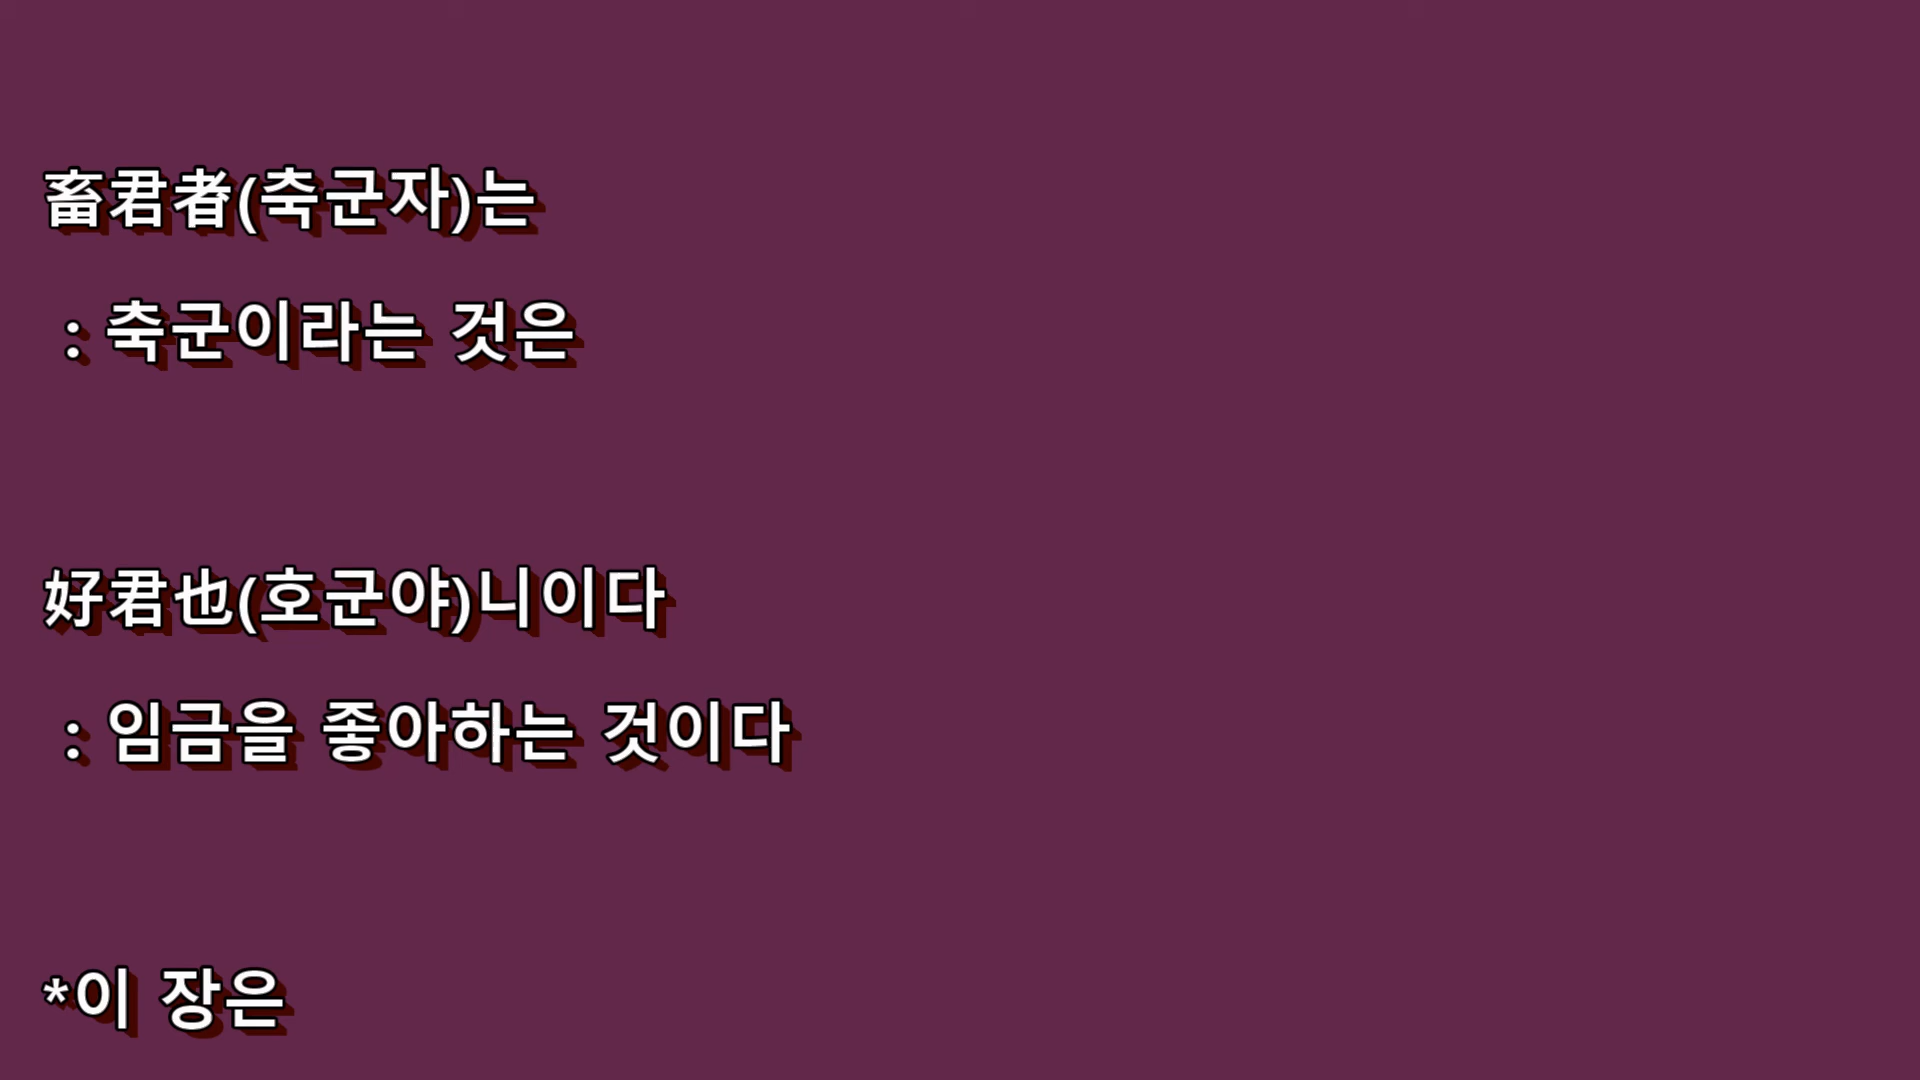 畜君者(축군자)는
: 축군이라는 것은
好君也(호군야)니이다
: 임금을 좋아하는 것이다
*이 장은